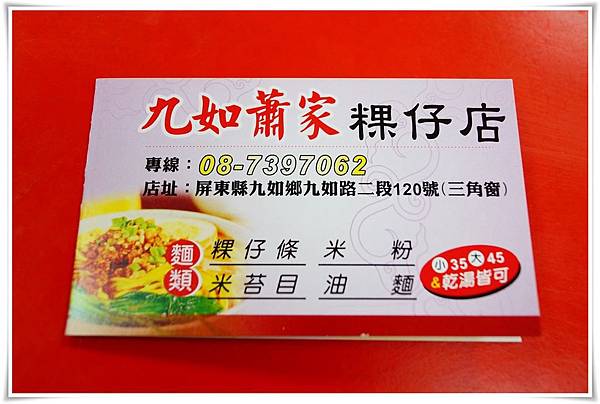 九如蕭家粿仔店
專線：08-7397062
店址：屏東縣九如鄉九如路二段120號(三角窗)
麵類
粿仔條 米粉
米苔目 油麵
小35大45
&乾湯皆可